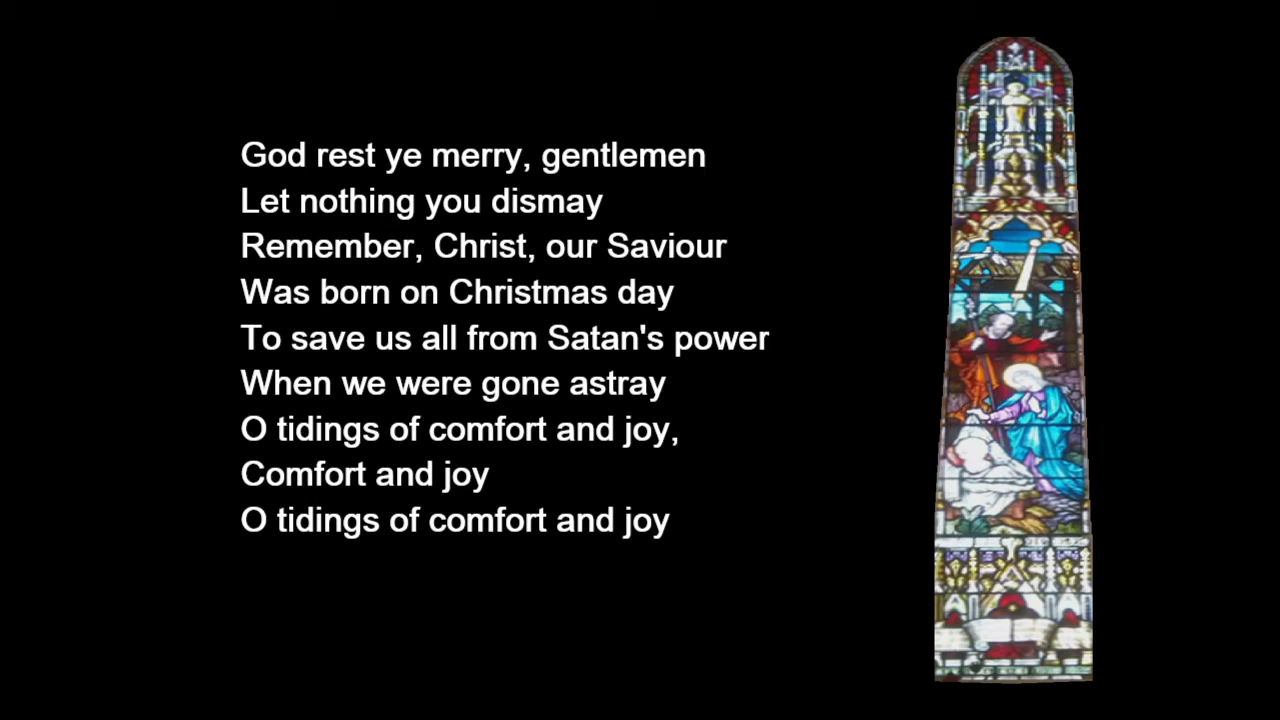 God rest ye merry, gentlemen
Let nothing you dismay
Remember, Christ, our Saviour
Was born on Christmas day
To save us all from Satan's power
When we were gone astray
O tidings of comfort and joy,
Comfort and joy
O tidings of comfort and joy